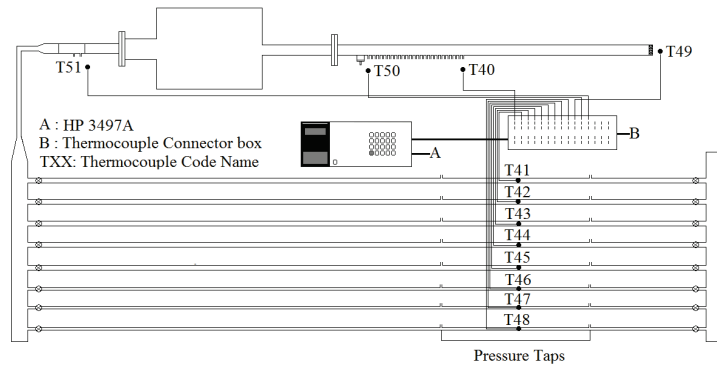 T49
T51
T50
T40
A : HP 3497A
B : Thermocouple Connector box
TXX: Thermocouple Code Name
A
B
T41
T42
T43
T44
T45
T46
T47
T48
Pressure Taps